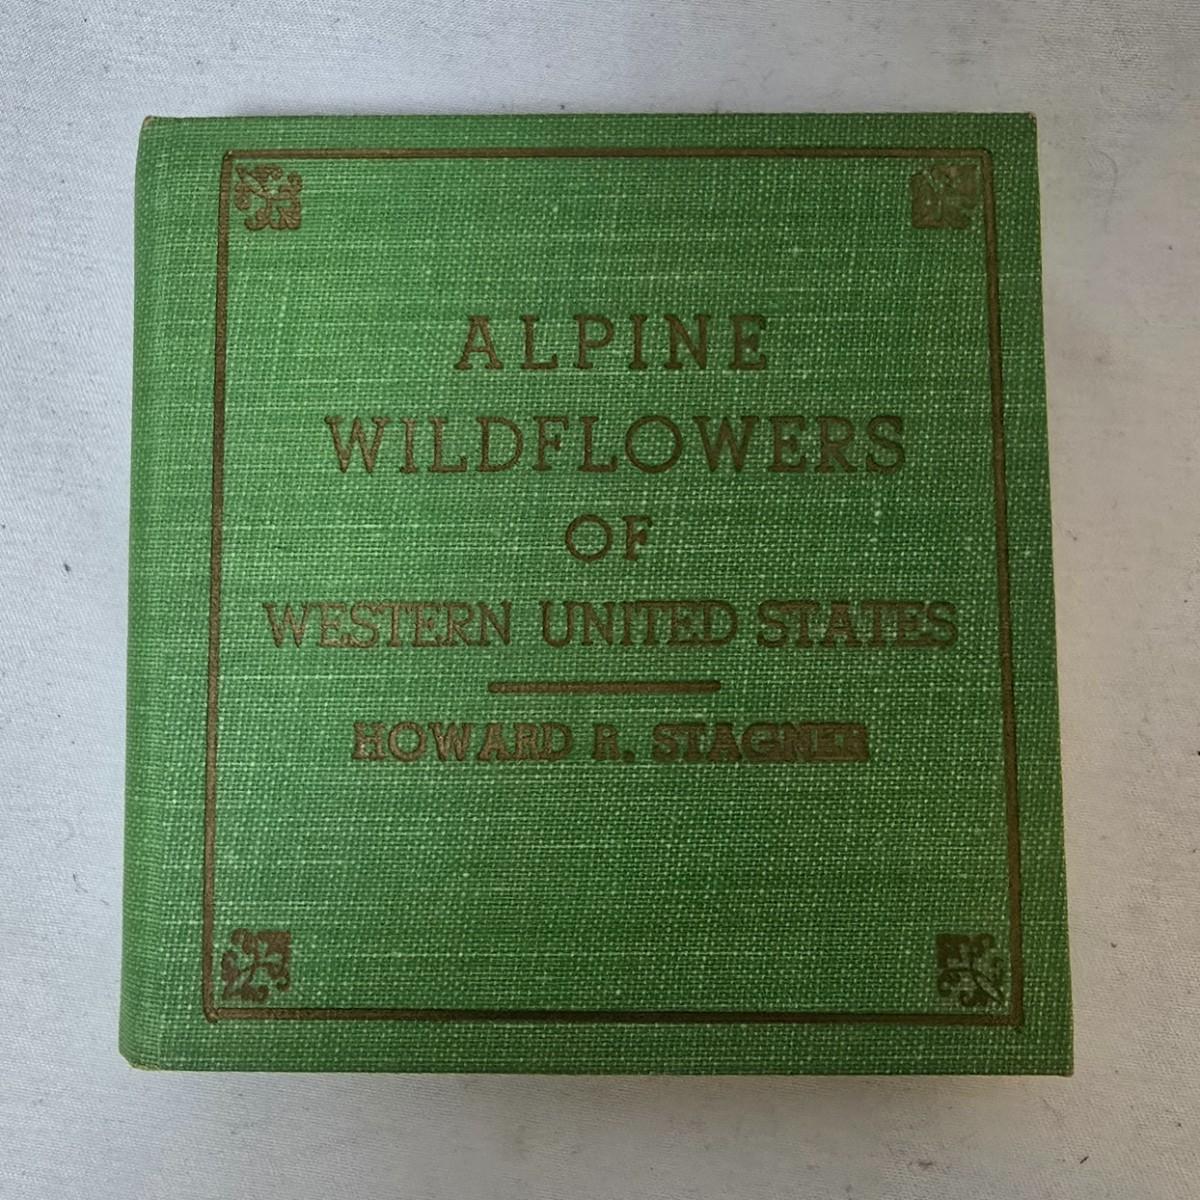 ALPINE
WILDFLOWERS
OF
WESTERN UNITED STATES
HOWARD R. STAGNER